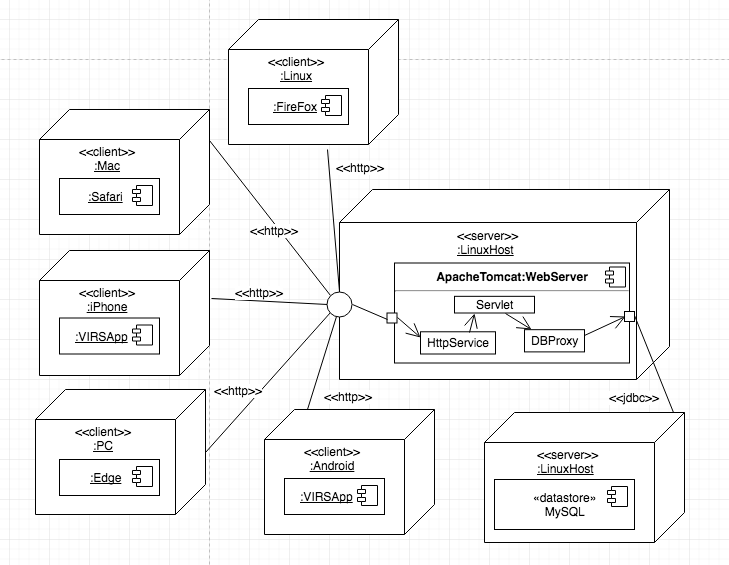 <<client>>
:Linux
:FireFox
<<http>>
<<client>>
:Mac
:Safari
<<http>>
<<client>>
:iPhone
:VIRSApp
<<http>>
<<client>>
:PC
:Edge
<<http>>
<<client>>
:Android
:VIRSApp
<<http>>
<<server>>
:LinuxHost
ApacheTomcat:WebServer
Servlet
HttpService
DBProxy
<<jdbc>>
<<server>>
:LinuxHost
«datastore»
MySQL